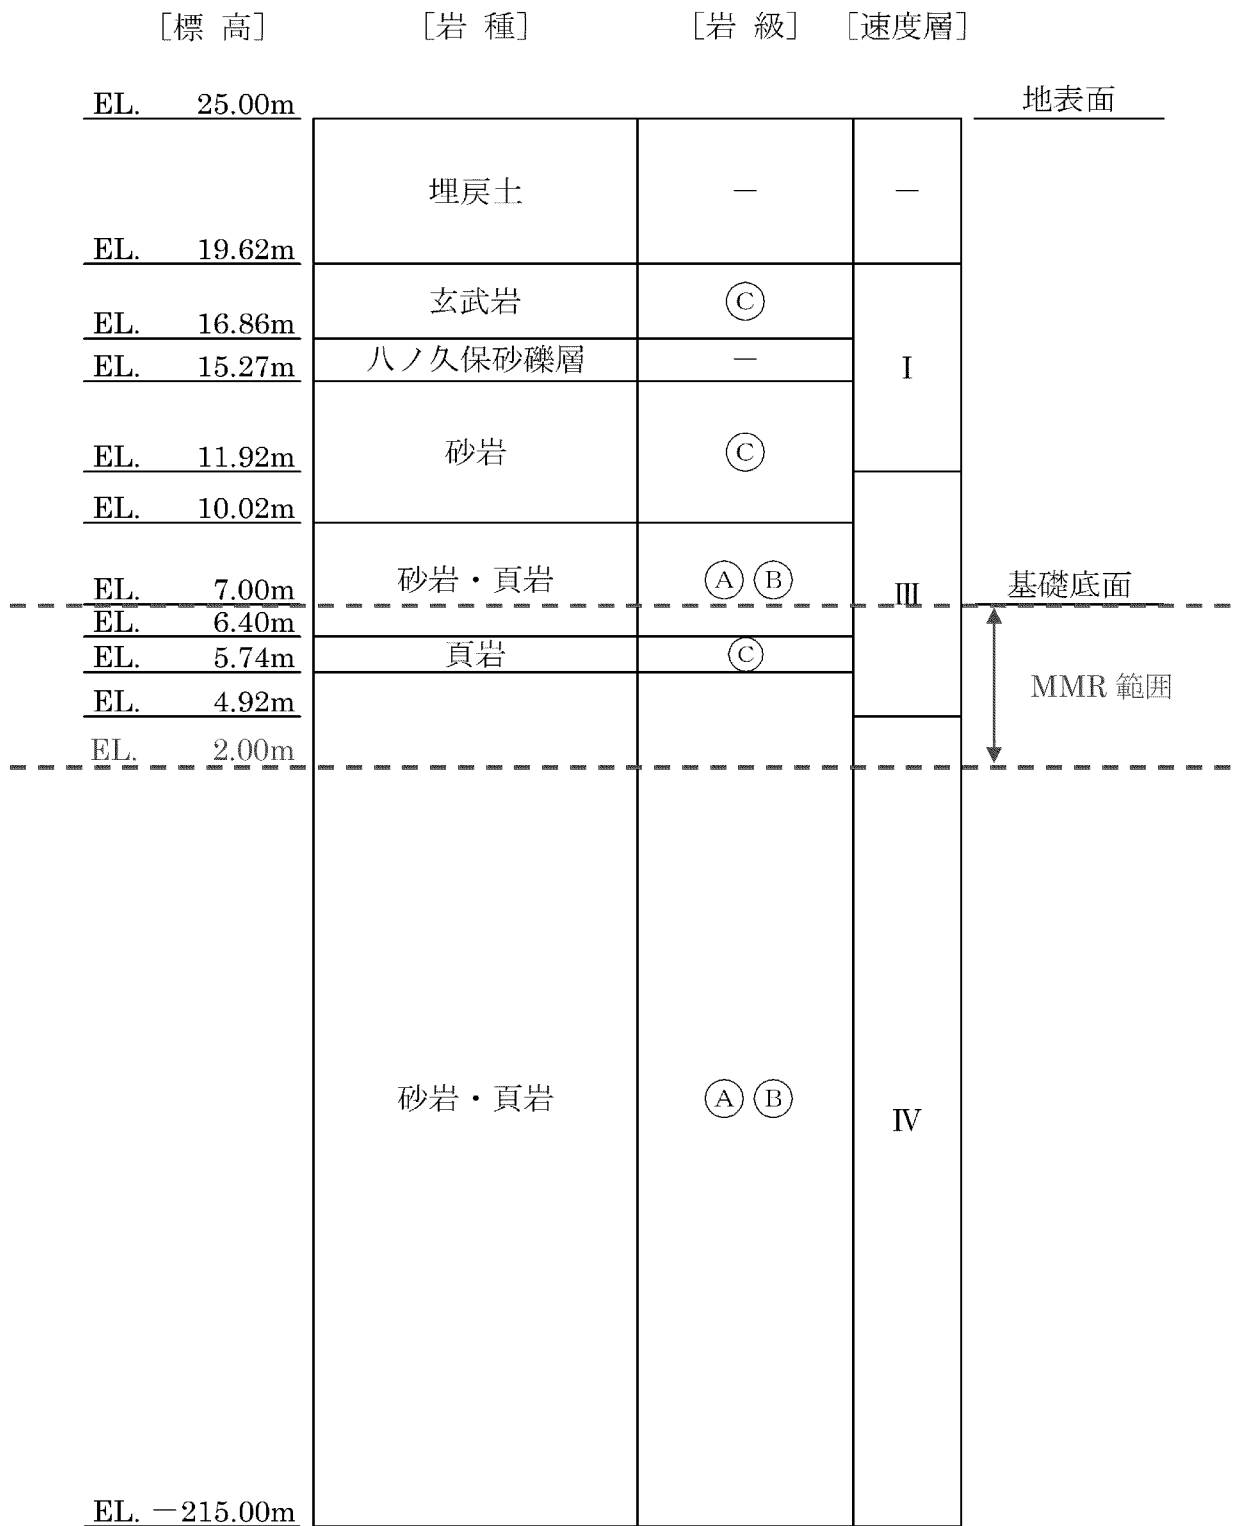 ［標 高］ ［岩 種］ ［岩 級］ ［速度層］
EL. 25.00m 地表面
埋戻土 － －
EL. 19.62m
玄武岩 Ⓒ
EL. 16.86m
八ノ久保砂礫層 －
EL. 15.27m Ⅰ
砂岩 Ⓒ
EL. 11.92m
EL. 10.02m
砂岩・頁岩 Ⓐ Ⓑ
EL. 7.00m Ⅲ 基礎底面
EL. 6.40m
EL. 5.74m 頁岩 Ⓒ
MMR 範囲
EL. 4.92m
EL. 2.00m
砂岩・頁岩 Ⓐ Ⓑ Ⅳ
EL. －215.00m